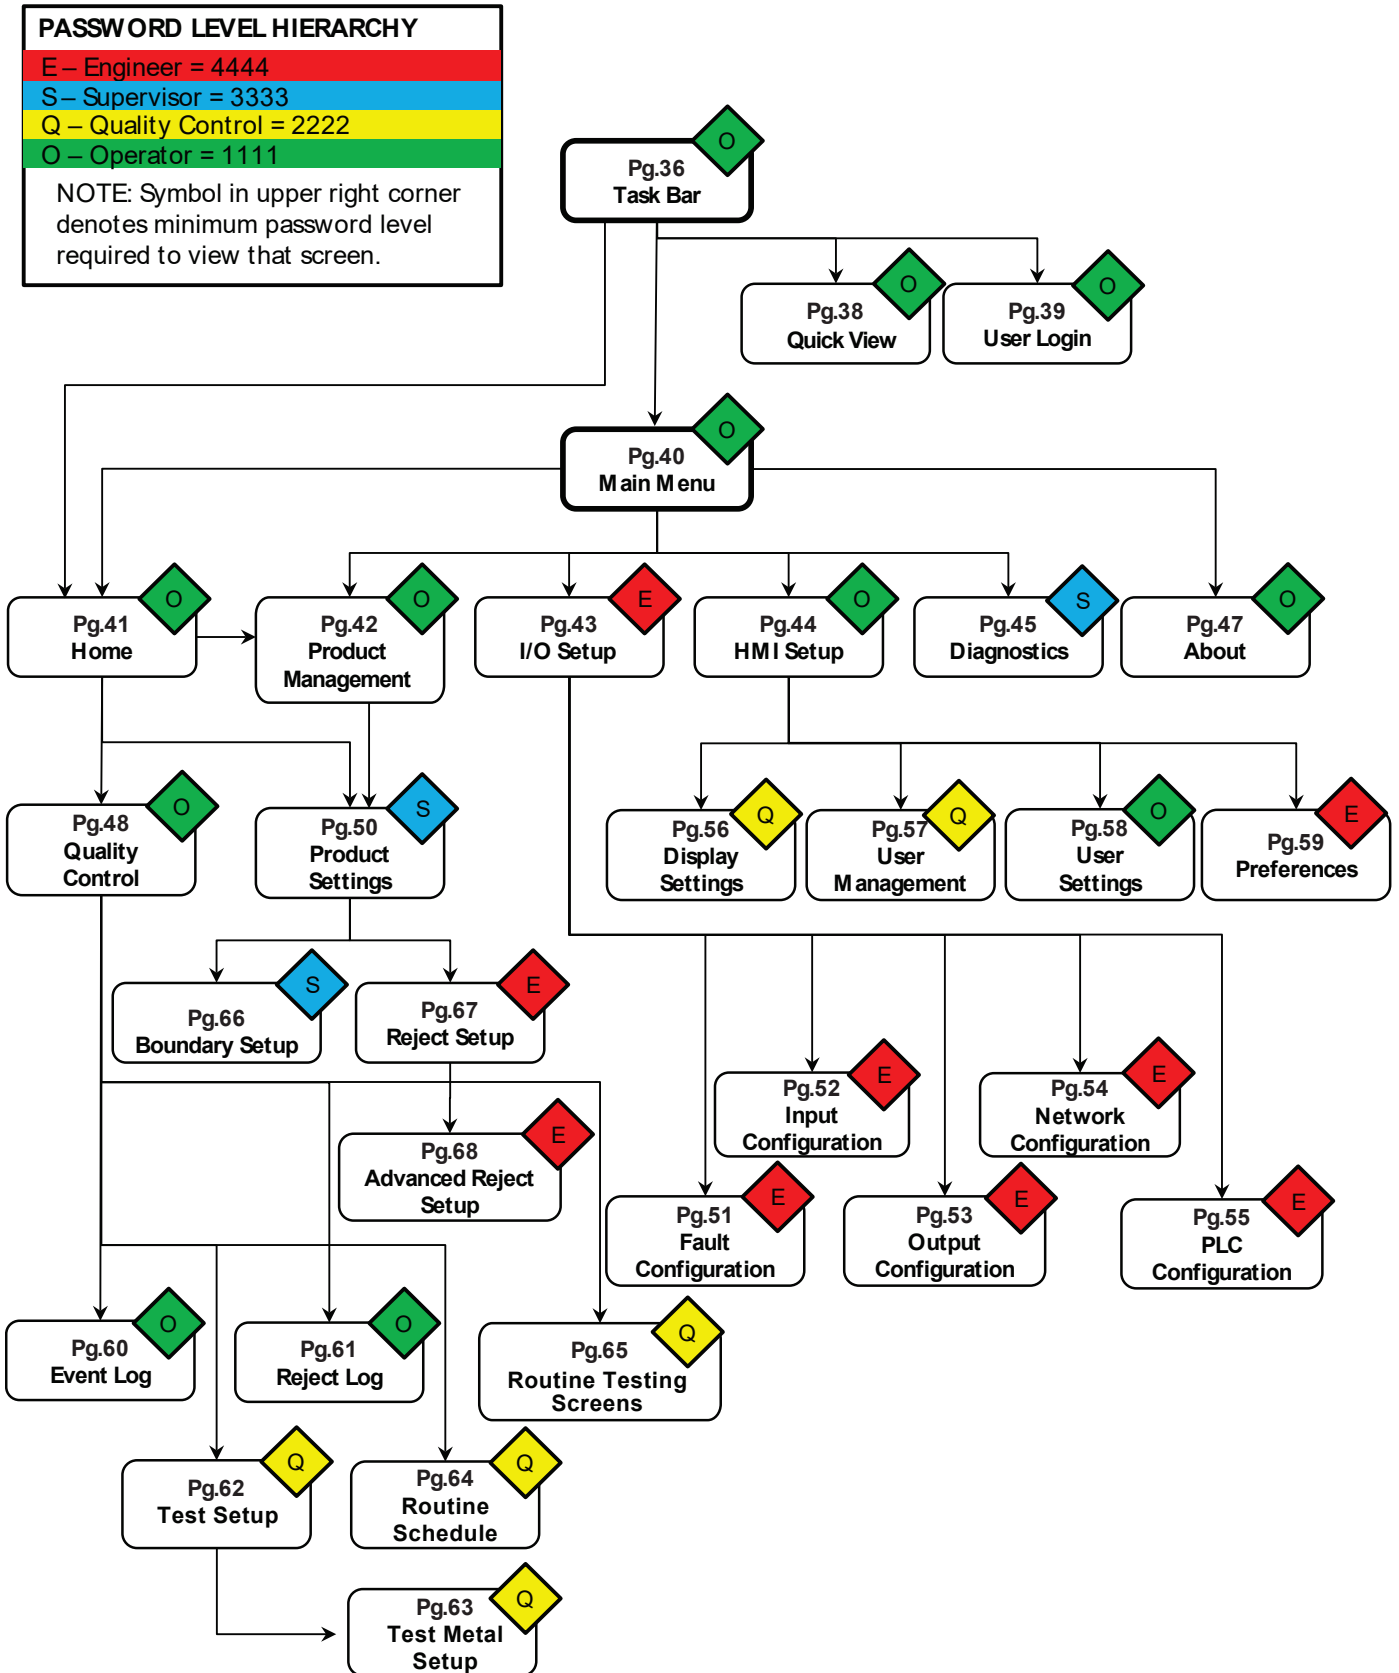 PASSWORD LEVEL HIERARCHY
E – Engineer = 4444
S – Supervisor = 3333
Q – Quality Control = 2222
O – Operator = 1111
NOTE: Symbol in upper right corner
denotes minimum password level
required to view that screen.
O
Pg.36
Task Bar
O
Pg.38
Quick View
O
Pg.39
User Login
O
Pg.40
Main Menu
O
Pg.41
Home
O
Pg.42
Product
Management
E
Pg.43
I/O Setup
O
Pg.44
HMI Setup
S
Pg.45
Diagnostics
O
Pg.47
About
O
Pg.48
Quality
Control
S
Pg.50
Product
Settings
Q
Pg.56
Display
Settings
Q
Pg.57
User
Management
O
Pg.58
User
Settings
E
Pg.59
Preferences
S
Pg.66
Boundary Setup
E
Pg.67
Reject Setup
E
Pg.52
Input
Configuration
E
Pg.54
Network
Configuration
E
Pg.68
Advanced Reject
Setup
E
Pg.51
Fault
Configuration
E
Pg.53
Output
Configuration
E
Pg.55
PLC
Configuration
O
Pg.60
Event Log
O
Pg.61
Reject Log
Q
Pg.65
Routine Testing
Screens
Q
Pg.62
Test Setup
Q
Pg.64
Routine
Schedule
Q
Pg.63
Test Metal
Setup